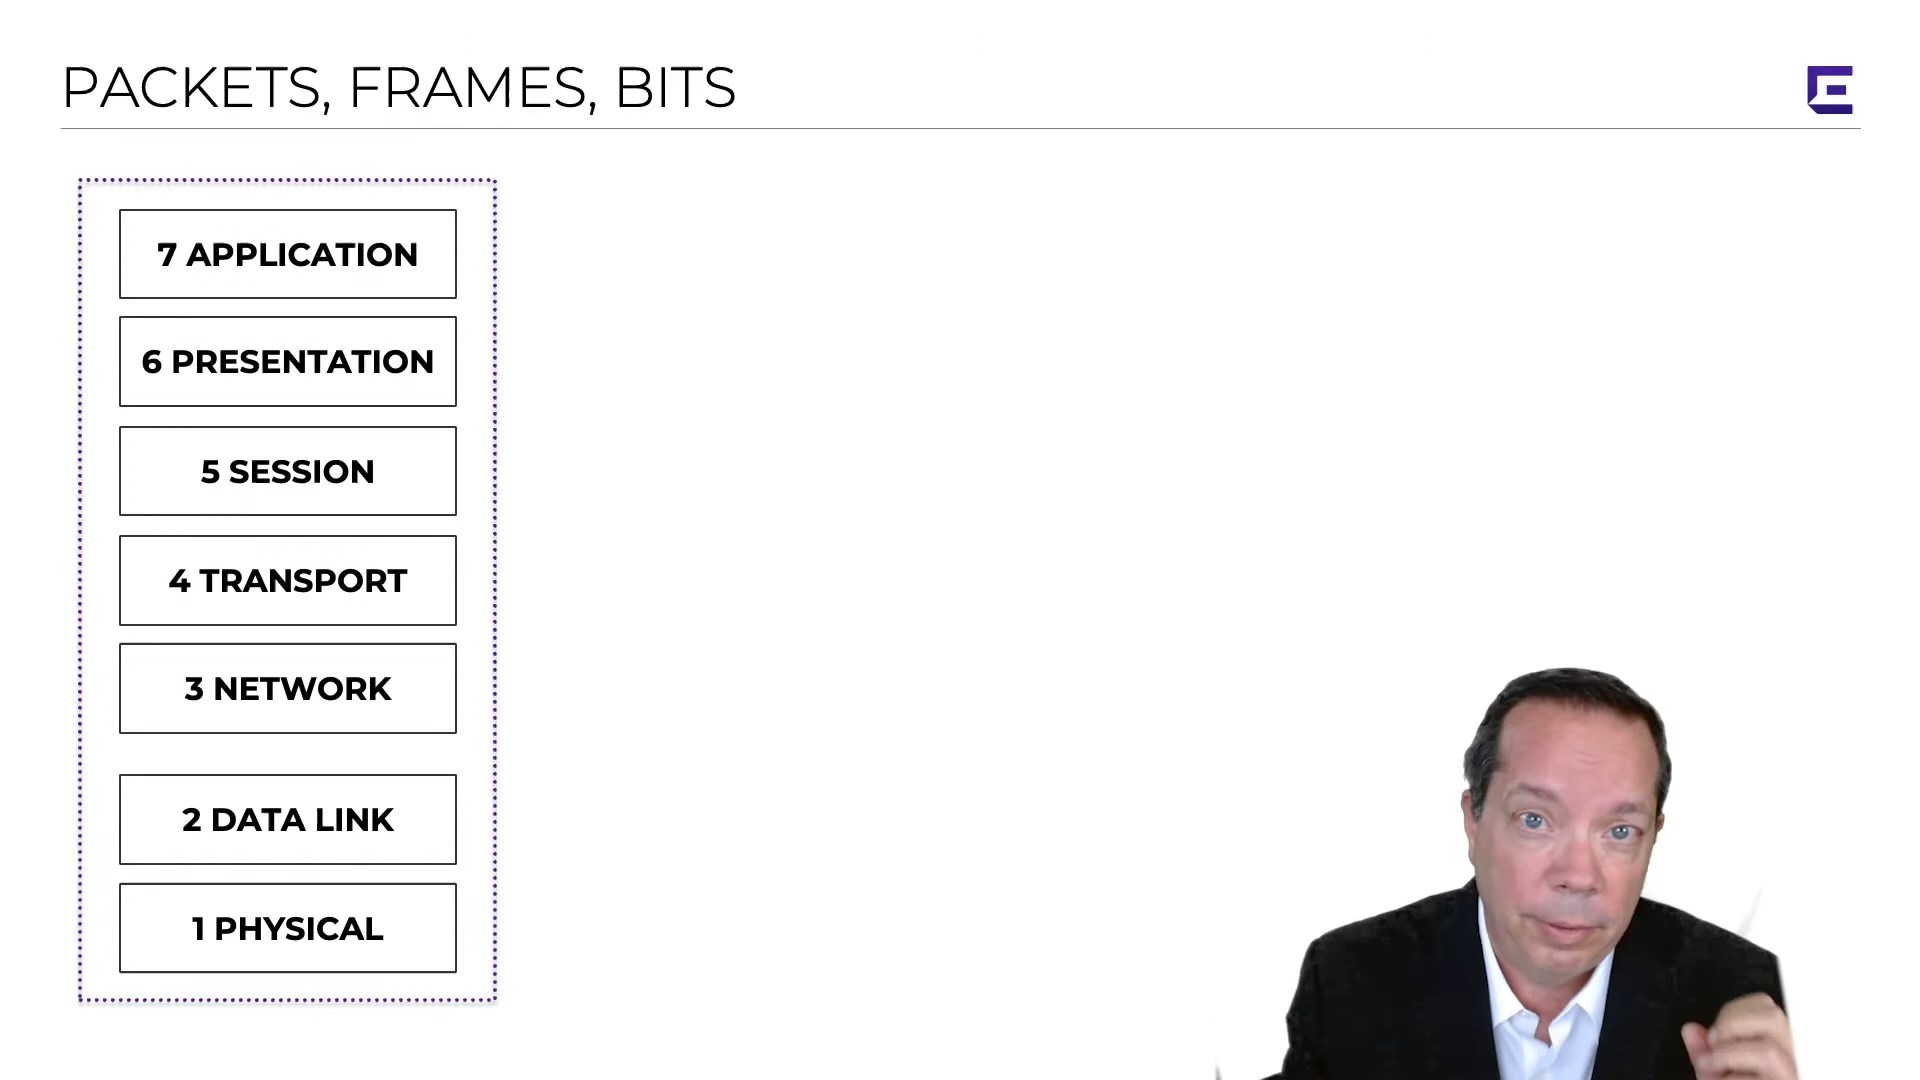 PACKETS, FRAMES, BITS
7 APPLICATION
6 PRESENTATION
5 SESSION
4 TRANSPORT
3 NETWORK
2 DATA LINK
1 PHYSICAL